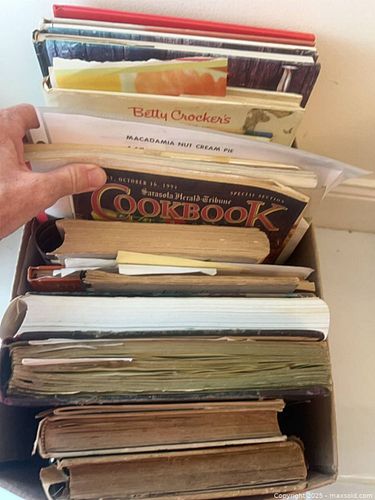 Betty Crocker's
MACADAMIA NUT CREAM PIE
OCTOBER 16, 1991
SPECIAL SECTION
Sarasota Herald-Tribune
COOKBOOK
Copyright©2025 - maxsold.com